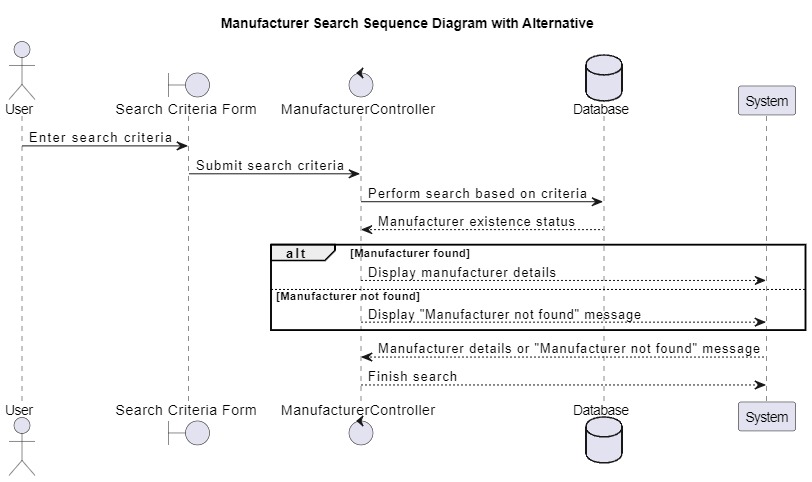 Manufacturer Search Sequence Diagram with Alternative
User Search Criteria Form ManufacturerController Database System
Enter search criteria
Submit search criteria
Perform search based on criteria
Manufacturer existence status
alt [Manufacturer found]
Display manufacturer details
[Manufacturer not found]
Display "Manufacturer not found" message
Manufacturer details or "Manufacturer not found" message
Finish search
User Search Criteria Form ManufacturerController Database System